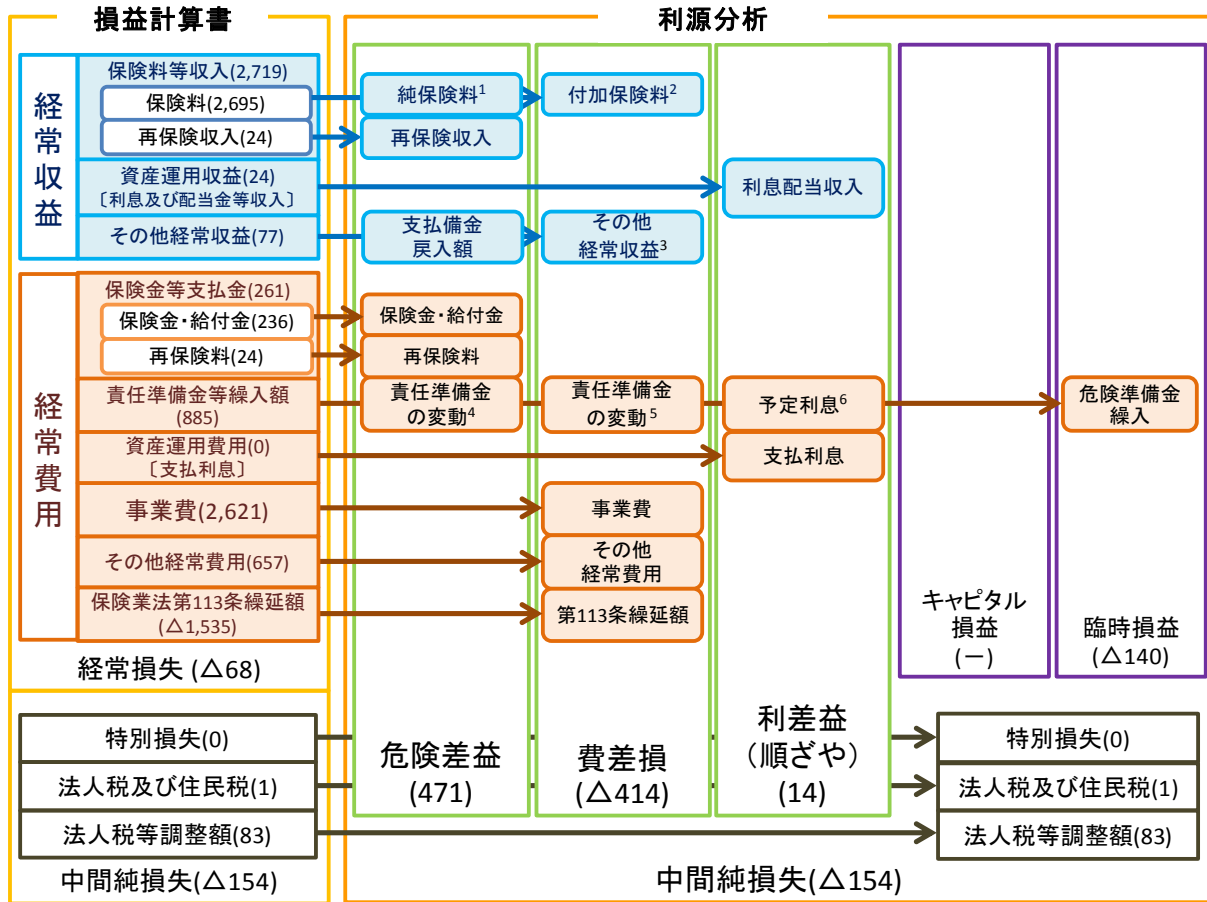 損益計算書
利源分析
経常収益
保険料等収入(2,719)
保険料(2,695)
再保険収入(24)
資産運用収益(24)
〔利息及び配当金等収入〕
その他経常収益(77)
純保険料1
付加保険料2
再保険収入
利息配当収入
支払備金
戻入額
その他
経常収益3
経常費用
保険金等支払金(261)
保険金・給付金(236)
再保険料(24)
責任準備金等繰入額
(885)
資産運用費用(0)
〔支払利息〕
事業費(2,621)
その他経常費用(657)
保険業法第113条繰延額
(△1,535)
保険金・給付金
再保険料
責任準備金
の変動4
責任準備金
の変動5
予定利息6
危険準備金
繰入
支払利息
事業費
その他
経常費用
第113条繰延額
経常損失 (△68)
キャピタル
損益
(－)
臨時損益
(△140)
特別損失(0)
法人税及び住民税(1)
法人税等調整額(83)
危険差益
(471)
費差損
(△414)
利差益
(順ざや)
(14)
特別損失(0)
法人税及び住民税(1)
法人税等調整額(83)
中間純損失(△154)
中間純損失(△154)